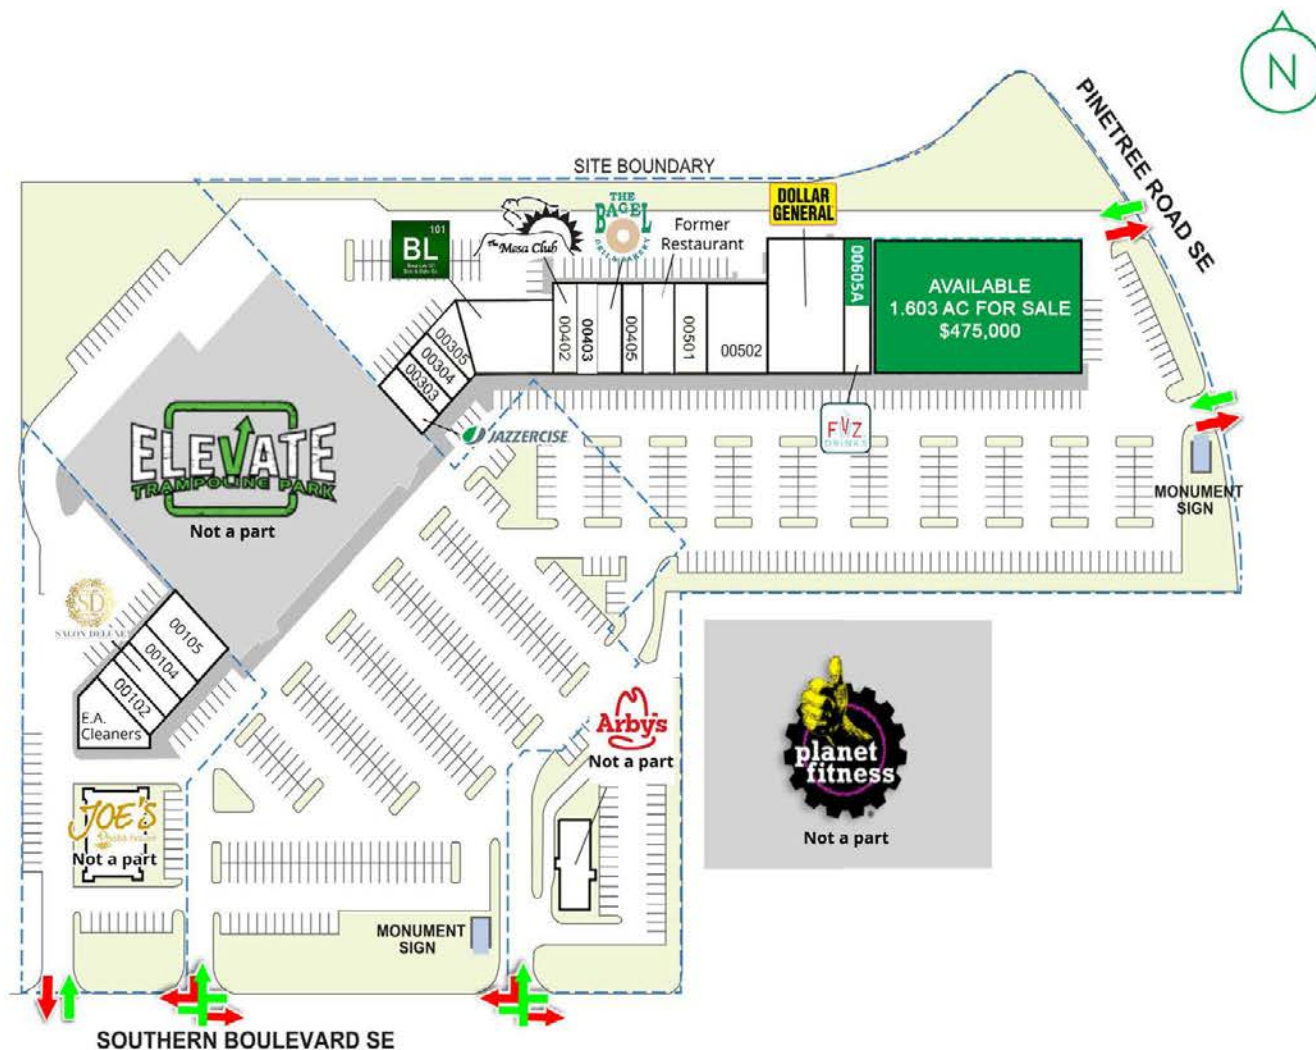 N
PINETREE ROAD SE
SITE BOUNDARY
DOLLAR
GENERAL
THE
BAGEL
The Mesa Club
Former
Restaurant
101
BL
00605A
AVAILABLE
1.603 AC FOR SALE
$475,000
00305
00304
00303
00402
00403
00405
00501
00502
JAZZERCISE
FYZ
DRINKS
MONUMENT
SIGN
ELEVATE
TRAMPOLINE PARK
Not a part
SD
00105
00104
00102
E.A.
Cleaners
Arby's
Not a part
planet
fitness
Not a part
JOE'S
Not a part
MONUMENT
SIGN
SOUTHERN BOULEVARD SE